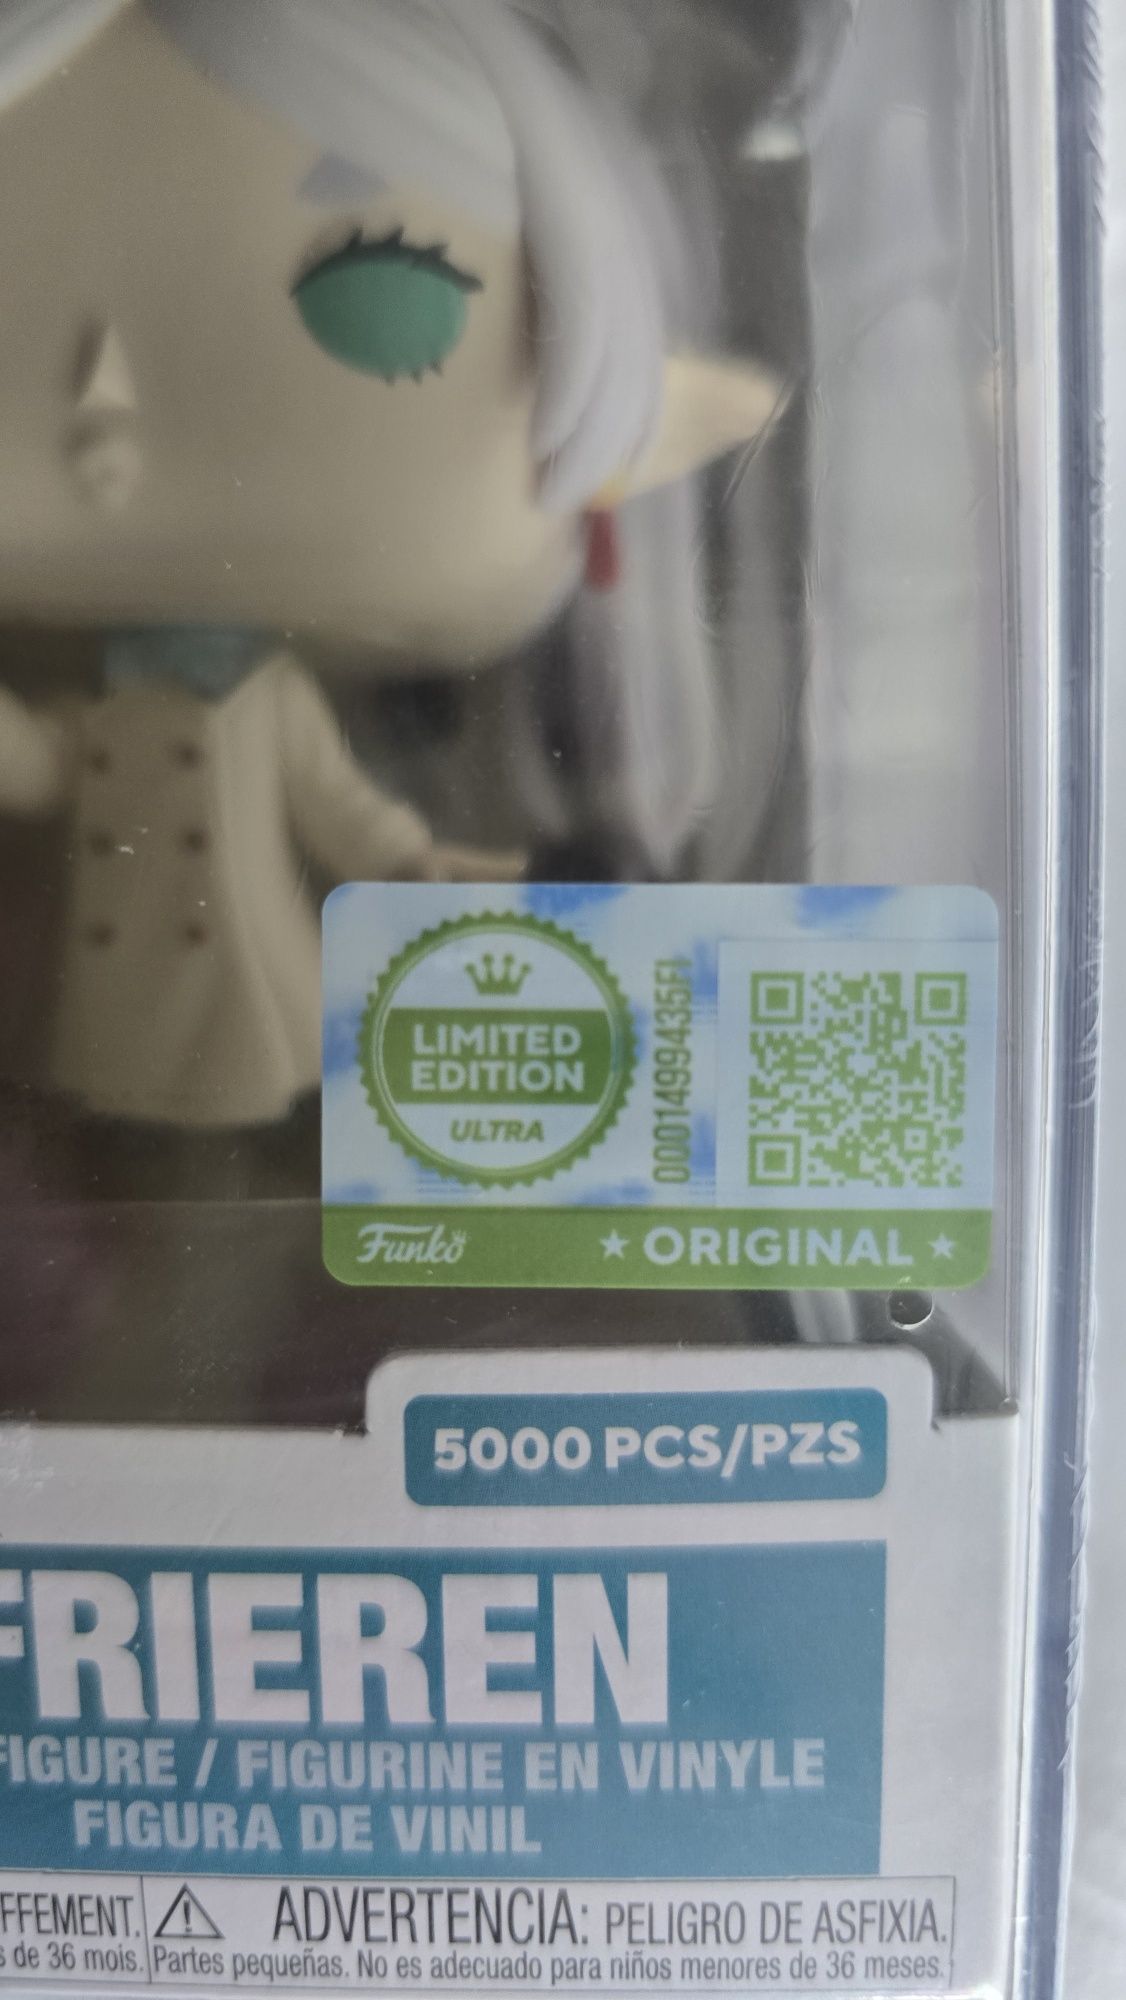 LIMITED
EDITION
ULTRA
0001499435FI
Funko
★ ORIGINAL ★
5000 PCS/PZS
FRIEREN
FIGURE / FIGURINE EN VINYLE
FIGURA DE VINIL
FFEMENT.
s de 36 mois.
ADVERTENCIA: PELIGRO DE ASFIXIA.
Partes pequeñas. No es adecuado para niños menores de 36 meses.